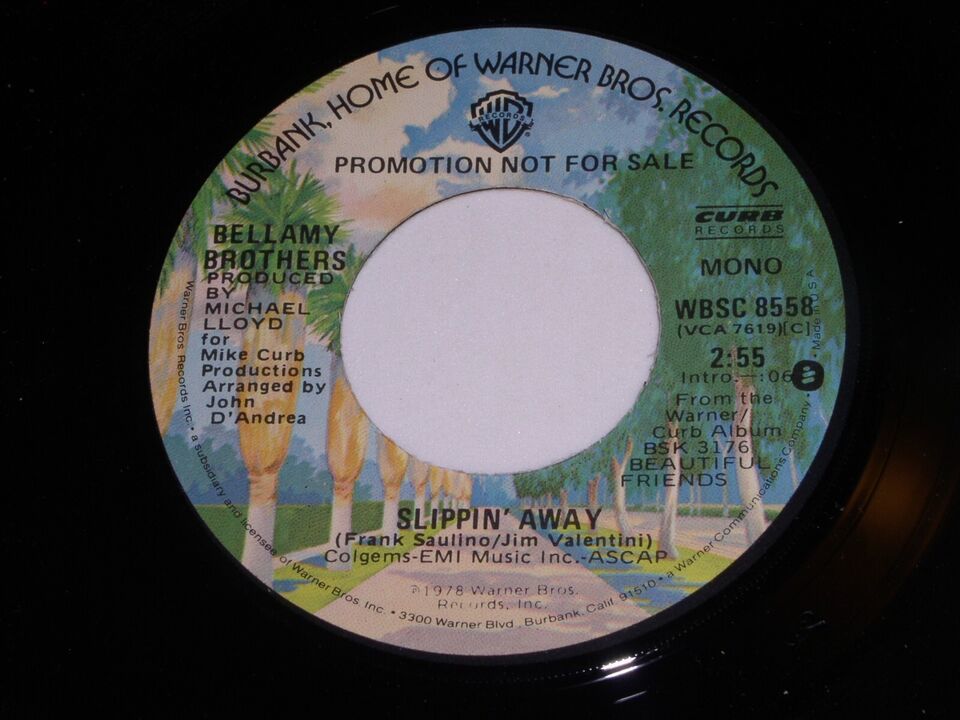 BURBANK, HOME OF WARNER BROS. RECORDS
WB
RECORDS
®
PROMOTION NOT FOR SALE
BELLAMY
BROTHERS
PRODUCED
BY
MICHAEL
LLOYD
for
Mike Curb
Productions
Arranged by
John
D'Andrea
CURB
RECORDS
MONO
WBSC 8558
(VCA 7619)[C]
2:55
Intro.—:06
From the
Warner/
Curb Album
BSK 3176
BEAUTIFUL
FRIENDS
SLIPPIN' AWAY
(Frank Saulino/Jim Valentini)
Colgems-EMI Music Inc.-ASCAP
℗1978 Warner Bros.
Records, Inc.
Warner Bros. Records Inc. • a subsidiary and licensee of Warner Bros. Inc. • 3300 Warner Blvd., Burbank, Calif. 91510 • a Warner Communications Company • Made in U.S.A.